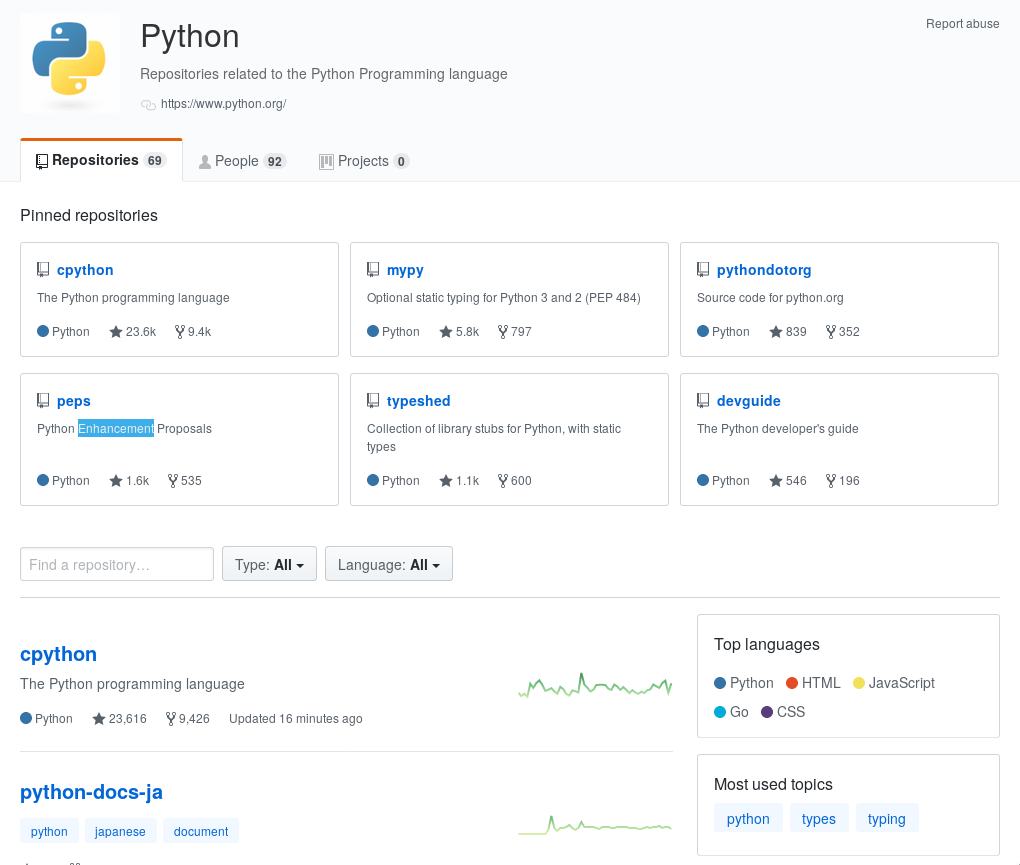 Python
Report abuse
Repositories related to the Python Programming language
https://www.python.org/
Repositories 69
People 92
Projects 0
Pinned repositories
cpython
The Python programming language
Python 23.6k 9.4k
mypy
Optional static typing for Python 3 and 2 (PEP 484)
Python 5.8k 797
pythondotorg
Source code for python.org
Python 839 352
peps
Python Enhancement Proposals
Python 1.6k 535
typeshed
Collection of library stubs for Python, with static
types
Python 1.1k 600
devguide
The Python developer's guide
Python 546 196
Find a repository…
Type: All
Language: All
cpython
The Python programming language
Python 23,616 9,426 Updated 16 minutes ago
python-docs-ja
python japanese document
Top languages
Python HTML JavaScript
Go CSS
Most used topics
python types typing